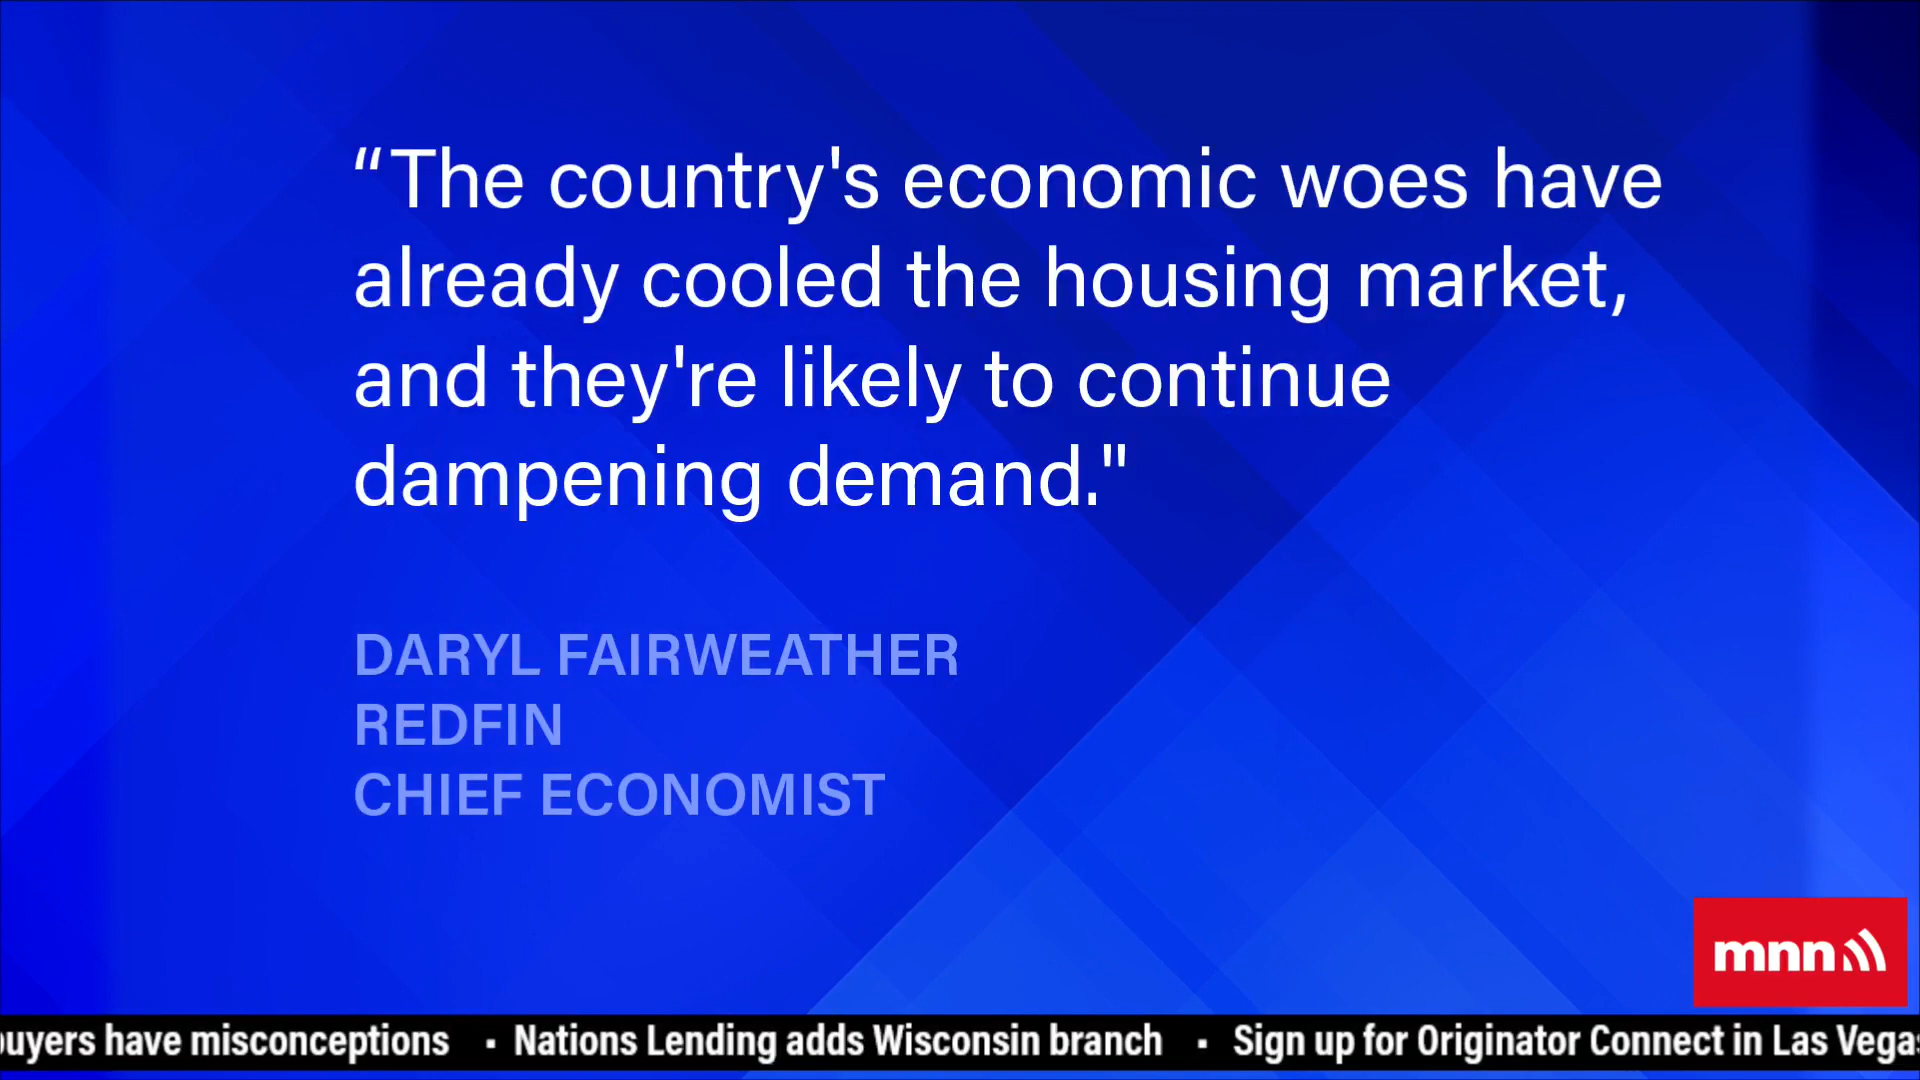 “The country's economic woes have
already cooled the housing market,
and they're likely to continue
dampening demand."
DARYL FAIRWEATHER
REDFIN
CHIEF ECONOMIST
mnn
have misconceptions ▪ Nations Lending adds Wisconsin branch ▪ Sign up for Originator Connect in Las